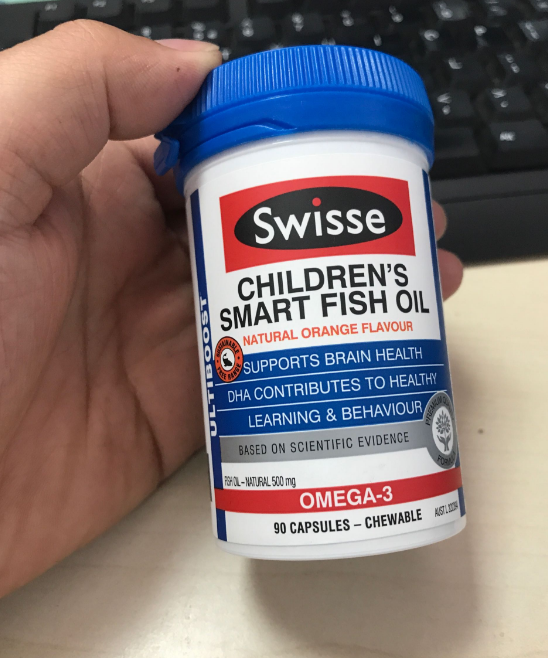 Swisse
CHILDREN'S
SMART FISH OIL
NATURAL ORANGE FLAVOUR
ULTIBOOST
SUPPORTS BRAIN HEALTH
DHA CONTRIBUTES TO HEALTHY
LEARNING & BEHAVIOUR
BASED ON SCIENTIFIC EVIDENCE
FISH OIL – NATURAL 500 mg
OMEGA-3
90 CAPSULES – CHEWABLE
AUST L